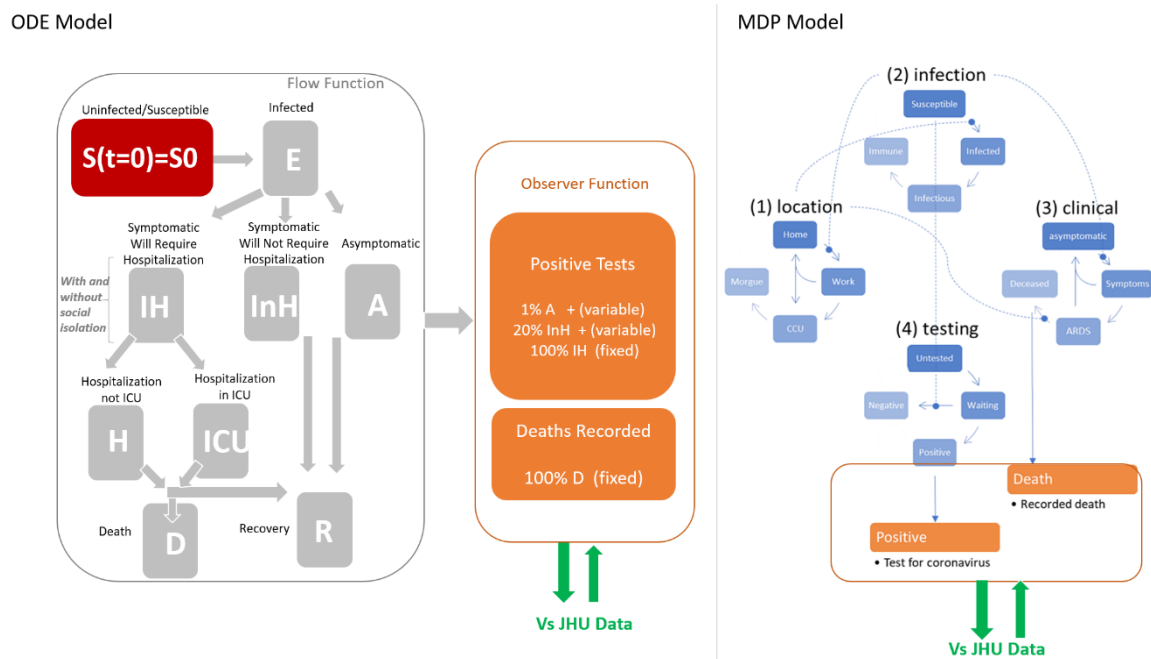 ODE Model
Flow Function
Uninfected/Susceptible
Infected
S(t=0)=S0
E
Symptomatic
Will Require
Hospitalization
Symptomatic
Will Not Require
Hospitalization
Asymptomatic
With and
without
social
isolation
IH
InH
A
Hospitalization
not ICU
Hospitalization
in ICU
H
ICU
Death
D
Recovery
R
Observer Function
Positive Tests
1% A + (variable)
20% InH + (variable)
100% IH (fixed)
Deaths Recorded
100% D (fixed)
Vs JHU Data
MDP Model
(2) infection
Susceptible
Immune
Infected
Infectious
(1) location
Home
Morgue
Work
CCU
(3) clinical
asymptomatic
Deceased
Symptoms
ARDS
(4) testing
Untested
Negative
Waiting
Positive
Death
• Recorded death
Positive
• Test for coronavirus
Vs JHU Data